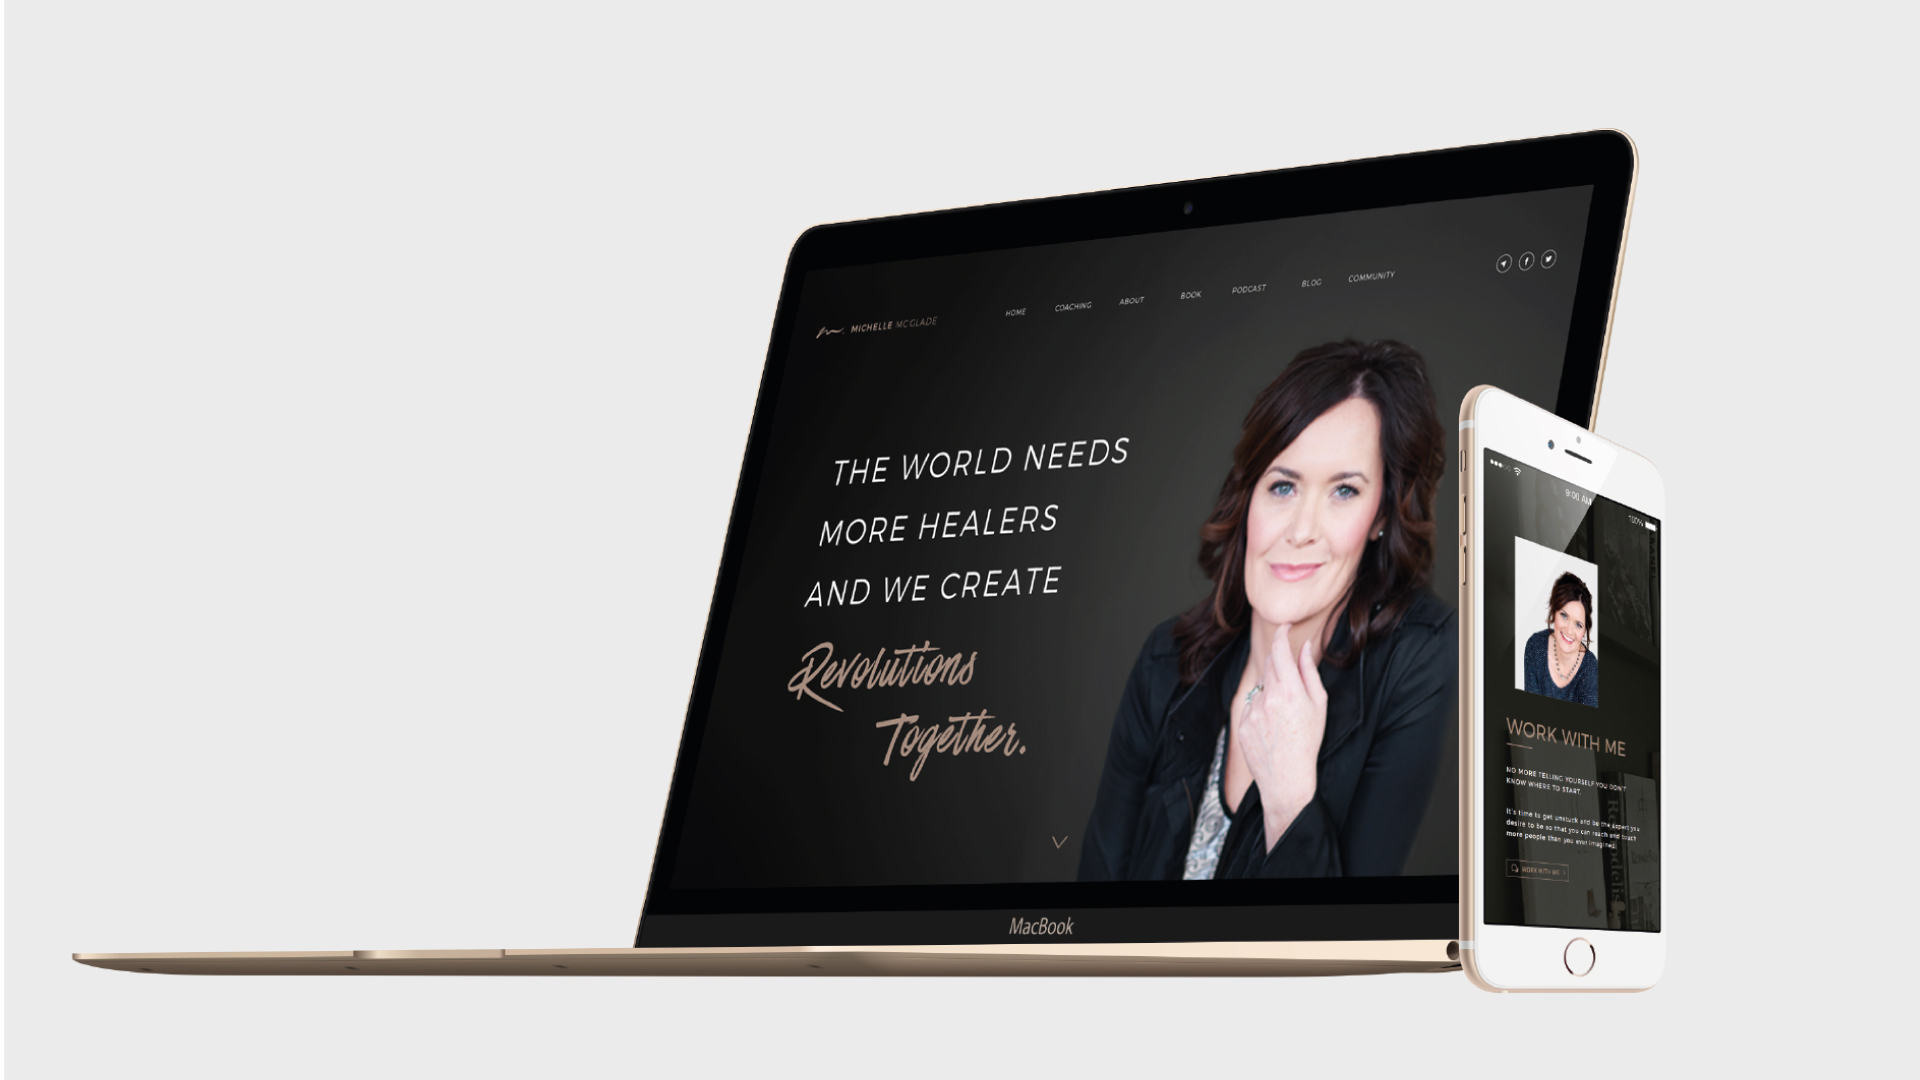 MICHELLE MCGLADE
HOME COACHING ABOUT BOOK PODCAST BLOG COMMUNITY
THE WORLD NEEDS
MORE HEALERS
AND WE CREATE
Revolutions
Together.
MacBook
9:00 AM
100%
WORK WITH ME
NO MORE TELLING YOURSELF YOU DON'T
KNOW WHERE TO START.
It's time to get unstuck and be the expert you
desire to be so that you can reach and touch
more people than you ever imagined.
WORK WITH ME